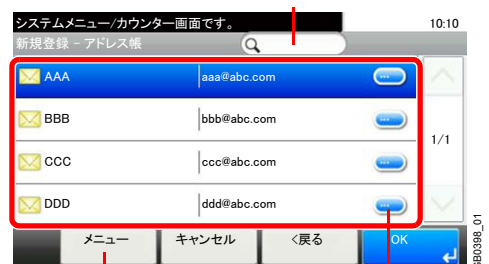 システムメニュー/カウンター画面です。 10:10
新規登録 - アドレス帳
AAA aaa@abc.com
BBB bbb@abc.com
1/1
CCC ccc@abc.com
DDD ddd@abc.com
メニュー キャンセル <戻る OK